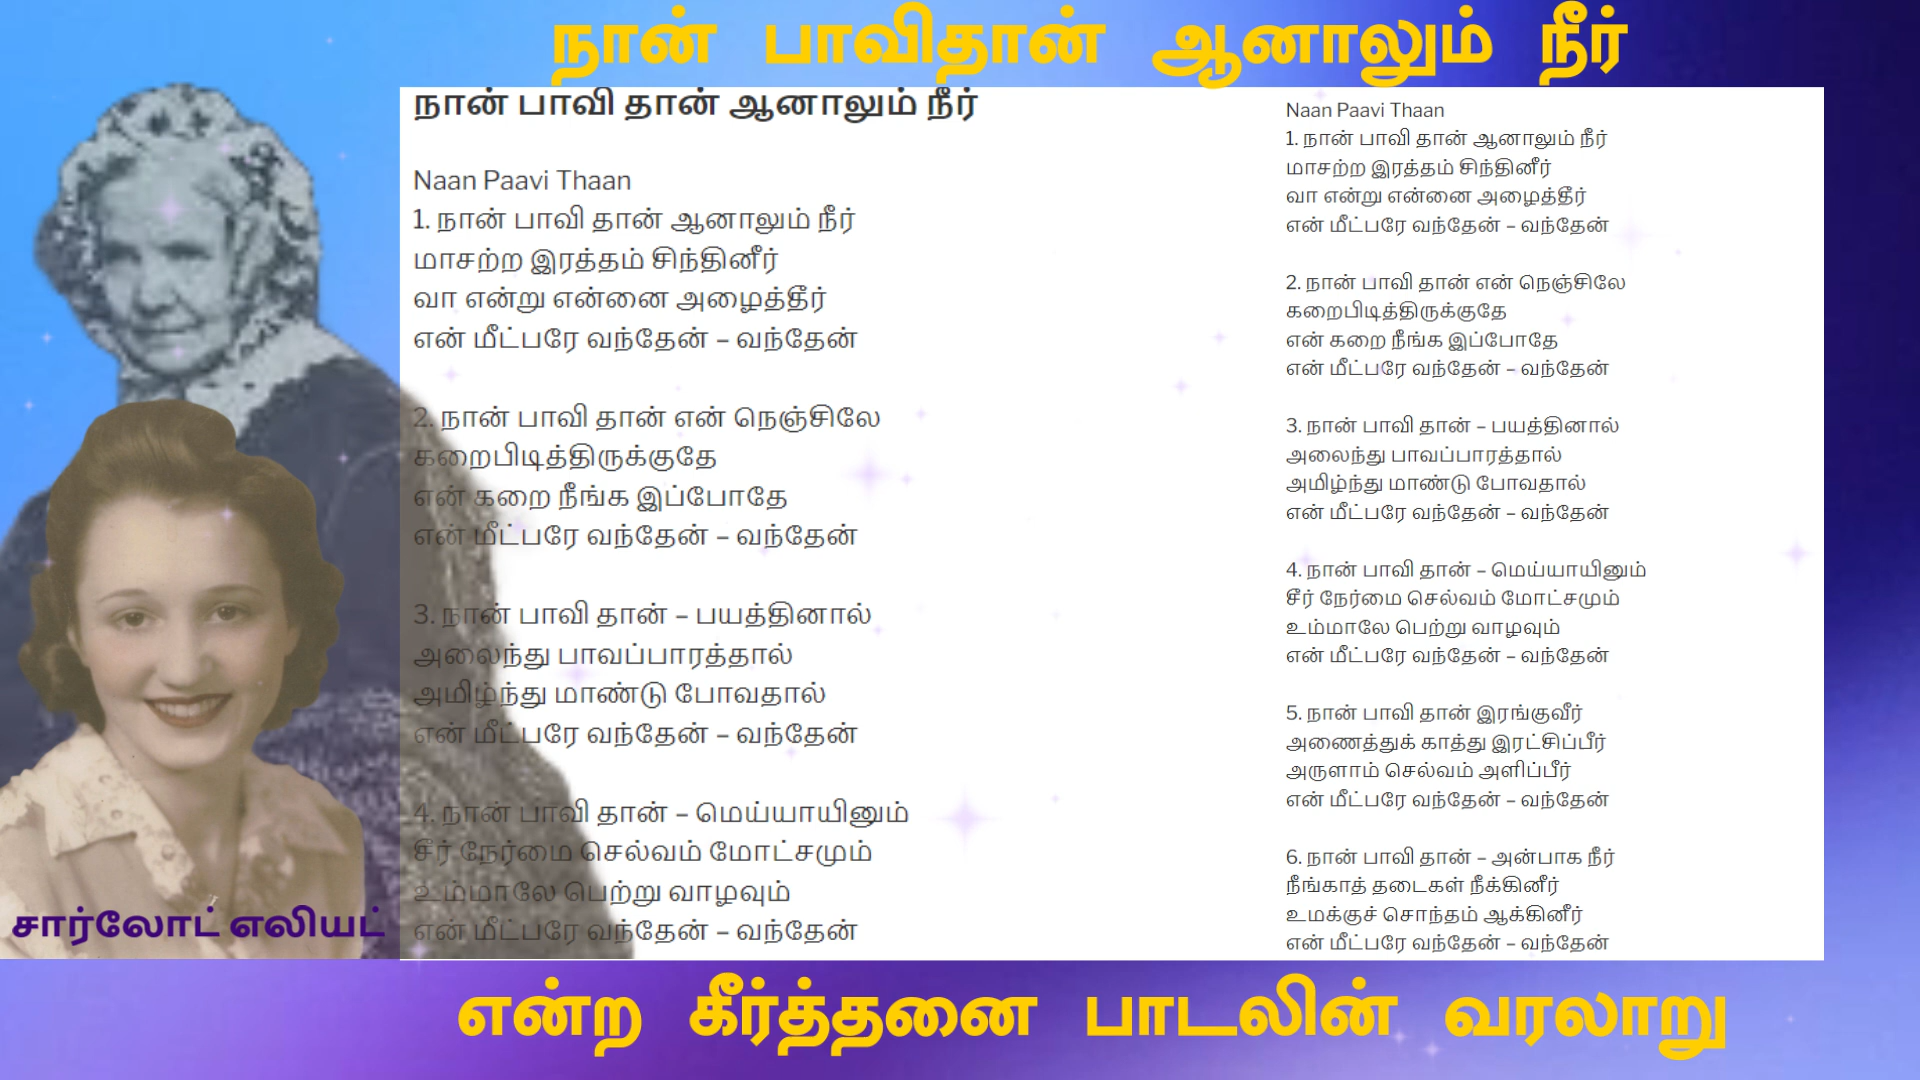 நான் பாவிதான் ஆனாலும் நீர்
நான் பாவி தான் ஆனாலும் நீர்
Naan Paavi Thaan
1. நான் பாவி தான் ஆனாலும் நீர்
மாசற்ற இரத்தம் சிந்தினீர்
வா என்று என்னை அழைத்தீர்
என் மீட்பரே வந்தேன் – வந்தேன்
2. நான் பாவி தான் என் நெஞ்சிலே
கறைபிடித்திருக்குதே
என் கறை நீங்க இப்போதே
என் மீட்பரே வந்தேன் – வந்தேன்
3. நான் பாவி தான் – பயத்தினால்
அலைந்து பாவப்பாரத்தால்
அமிழ்ந்து மாண்டு போவதால்
என் மீட்பரே வந்தேன் – வந்தேன்
4. நான் பாவி தான் – மெய்யாயினும்
சீர் நேர்மை செல்வம் மோட்சமும்
உம்மாலே பெற்று வாழவும்
என் மீட்பரே வந்தேன் – வந்தேன்
Naan Paavi Thaan
1. நான் பாவி தான் ஆனாலும் நீர்
மாசற்ற இரத்தம் சிந்தினீர்
வா என்று என்னை அழைத்தீர்
என் மீட்பரே வந்தேன் – வந்தேன்
2. நான் பாவி தான் என் நெஞ்சிலே
கறைபிடித்திருக்குதே
என் கறை நீங்க இப்போதே
என் மீட்பரே வந்தேன் – வந்தேன்
3. நான் பாவி தான் – பயத்தினால்
அலைந்து பாவப்பாரத்தால்
அமிழ்ந்து மாண்டு போவதால்
என் மீட்பரே வந்தேன் – வந்தேன்
4. நான் பாவி தான் – மெய்யாயினும்
சீர் நேர்மை செல்வம் மோட்சமும்
உம்மாலே பெற்று வாழவும்
என் மீட்பரே வந்தேன் – வந்தேன்
5. நான் பாவி தான் இரங்குவீர்
அணைத்துக் காத்து இரட்சிப்பீர்
அருளாம் செல்வம் அளிப்பீர்
என் மீட்பரே வந்தேன் – வந்தேன்
6. நான் பாவி தான் – அன்பாக நீர்
நீங்காத் தடைகள் நீக்கினீர்
உமக்குச் சொந்தம் ஆக்கினீர்
என் மீட்பரே வந்தேன் – வந்தேன்
சார்லோட் எலியட்
என்ற கீர்த்தனை பாடலின் வரலாறு